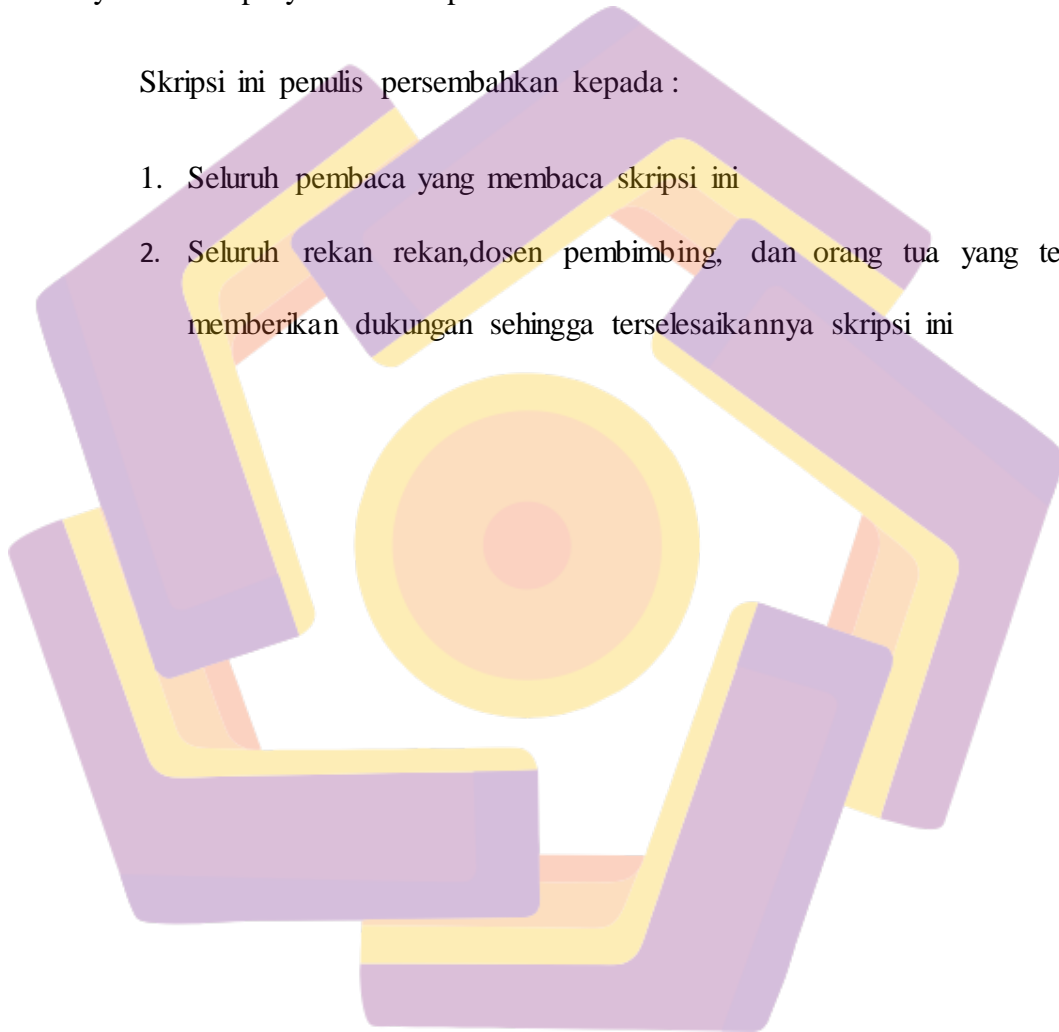 Skripsi ini penulis persembahkan kepada :
1. Seluruh pembaca yang membaca skripsi ini
2. Seluruh rekan rekan,dosen pembimbing, dan orang tua yang te
memberikan dukungan sehingga terselesaikannya skripsi ini